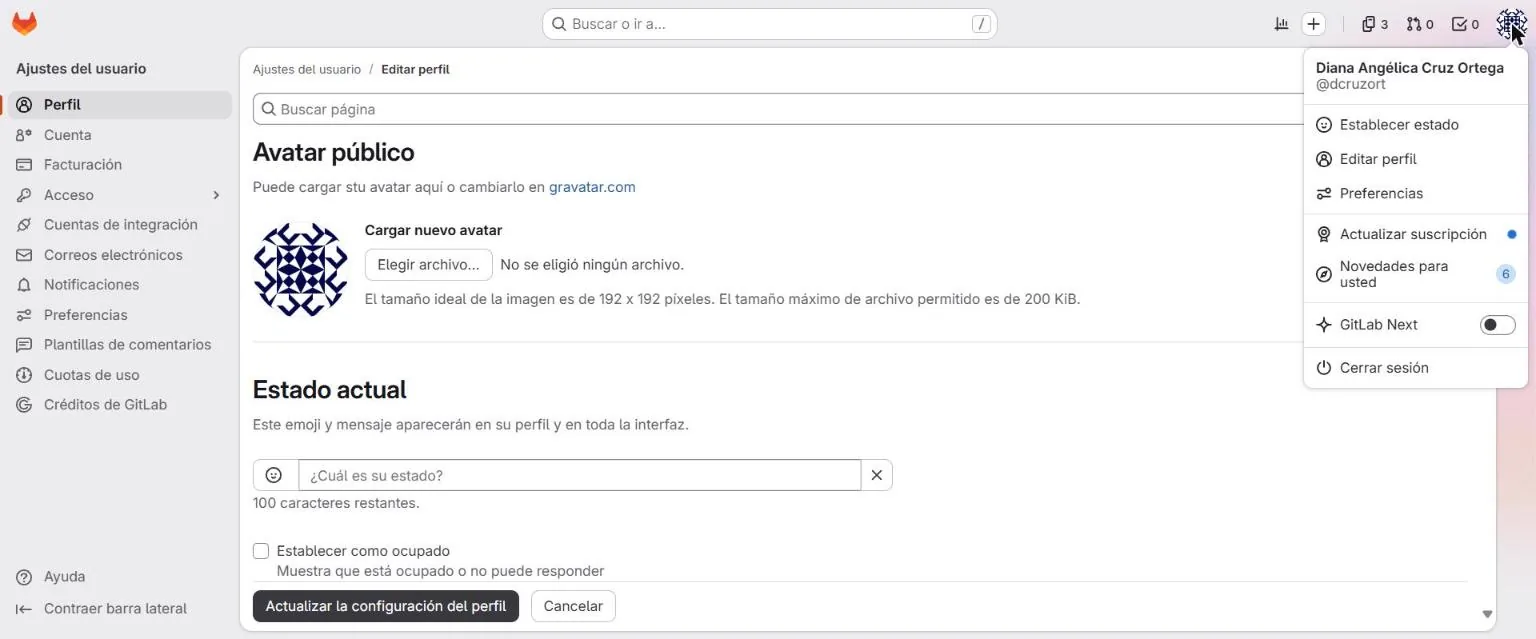 Buscar o ir a...
/
3
0
0
Ajustes del usuario
Perfil
Cuenta
Facturación
Acceso
Cuentas de integración
Correos electrónicos
Notificaciones
Preferencias
Plantillas de comentarios
Cuotas de uso
Créditos de GitLab
Ayuda
Contraer barra lateral
Ajustes del usuario / Editar perfil
Buscar página
Avatar público
Puede cargar stu avatar aquí o cambiarlo en gravatar.com
Cargar nuevo avatar
Elegir archivo... No se eligió ningún archivo.
El tamaño ideal de la imagen es de 192 x 192 píxeles. El tamaño máximo de archivo permitido es de 200 KiB.
Estado actual
Este emoji y mensaje aparecerán en su perfil y en toda la interfaz.
¿Cuál es su estado?
100 caracteres restantes.
Establecer como ocupado
Muestra que está ocupado o no puede responder
Actualizar la configuración del perfil
Cancelar
Diana Angélica Cruz Ortega
@dcruzort
Establecer estado
Editar perfil
Preferencias
Actualizar suscripción
Novedades para
usted
6
GitLab Next
Cerrar sesión